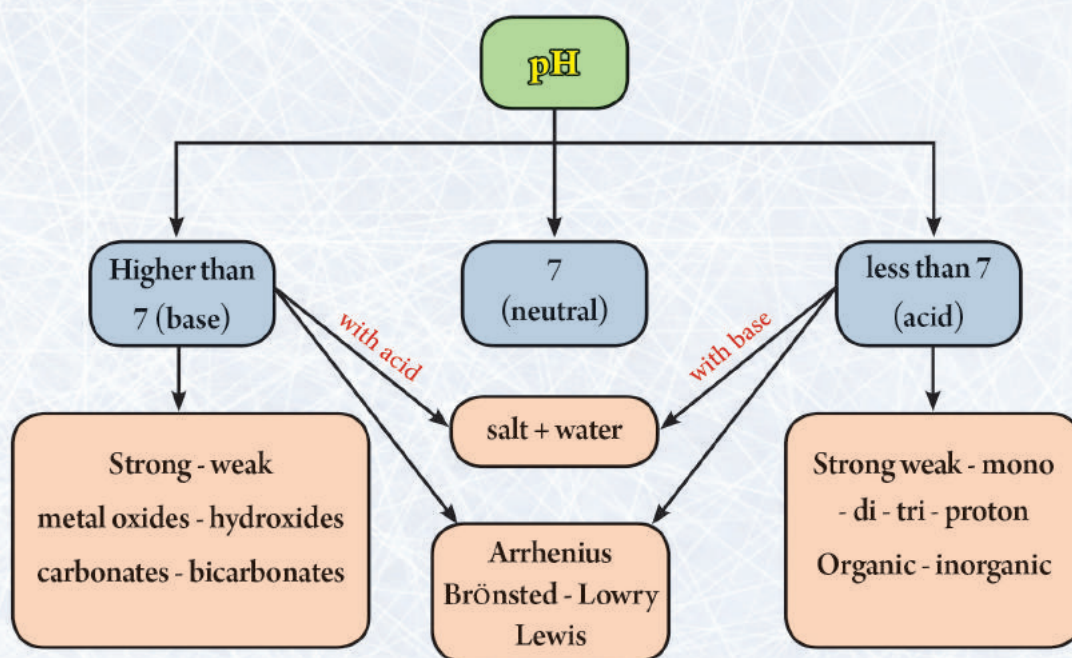 pH
Higher than
7 (base)
7
(neutral)
less than 7
(acid)
with acid
with base
salt + water
Strong - weak
metal oxides - hydroxides
carbonates - bicarbonates
Arrhenius
Brönsted - Lowry
Lewis
Strong weak - mono
- di - tri - proton
Organic - inorganic